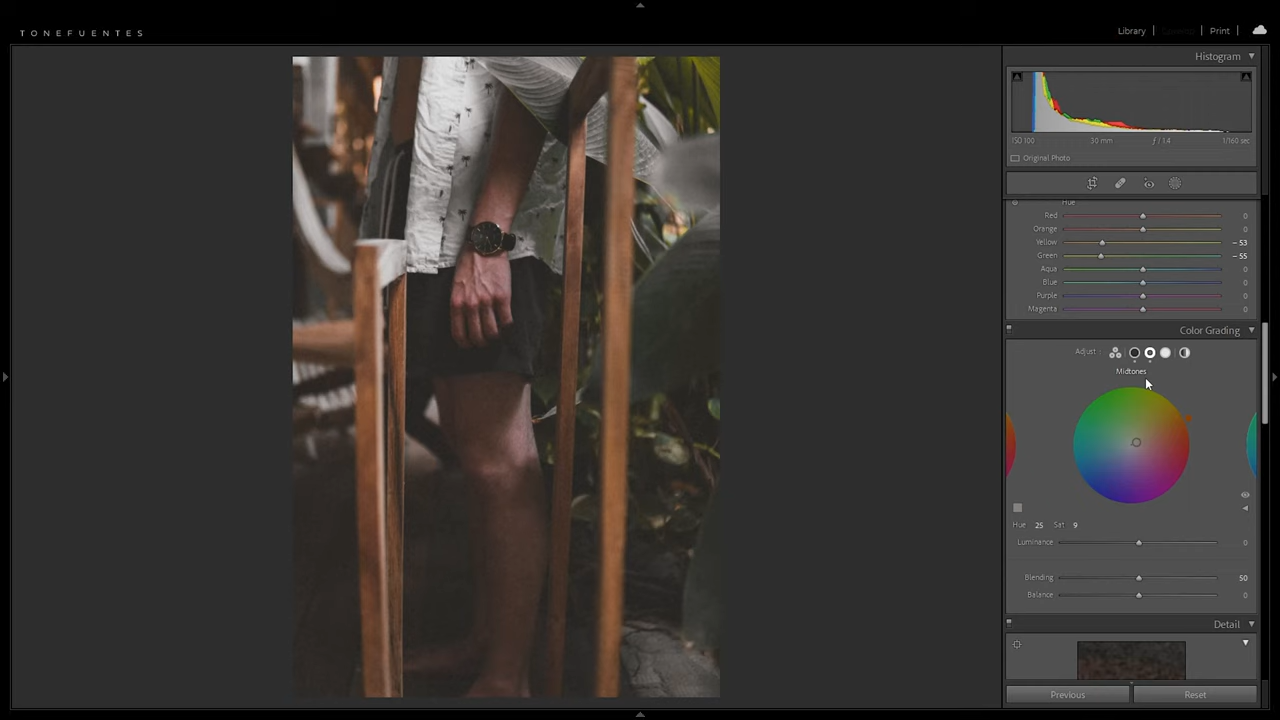 TONEFUENTES
Library | | Print |
Histogram
ISO 100 30 mm ƒ / 1.4 1/160 sec
Original Photo
Hue
Red 0
Orange 0
Yellow – 53
Green – 55
Aqua 0
Blue 0
Purple 0
Magenta 0
Color Grading
Adjust :
Midtones
Hue 25 Sat 9
Luminance 0
Blending 50
Balance 0
Detail
Previous Reset